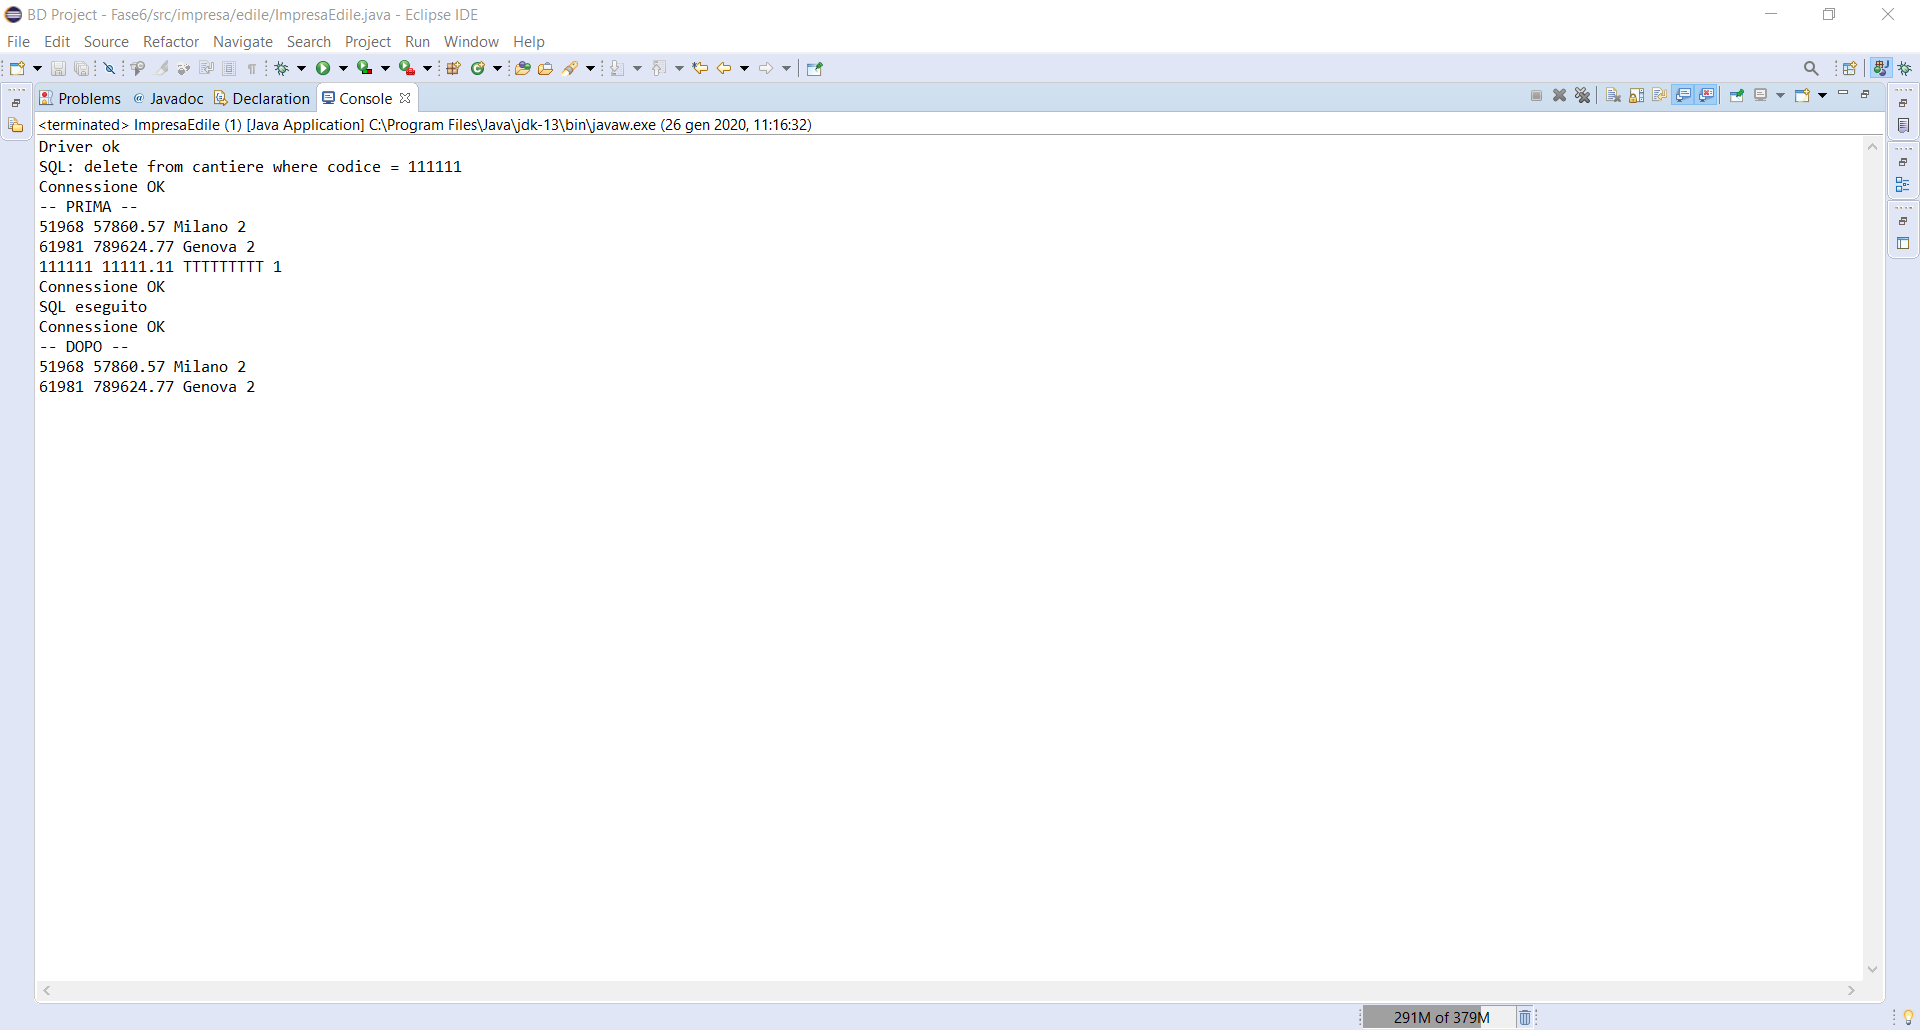 BD Project - Fase6/src/impresa/edile/ImpresaEdile.java - Eclipse IDE
File Edit Source Refactor Navigate Search Project Run Window Help
Problems @ Javadoc Declaration Console
<terminated> ImpresaEdile (1) [Java Application] C:\Program Files\Java\jdk-13\bin\javaw.exe (26 gen 2020, 11:16:32)
Driver ok
SQL: delete from cantiere where codice = 111111
Connessione OK
-- PRIMA --
51968 57860.57 Milano 2
61981 789624.77 Genova 2
111111 11111.11 TTTTTTTTT 1
Connessione OK
SQL eseguito
Connessione OK
-- DOPO --
51968 57860.57 Milano 2
61981 789624.77 Genova 2
291M of 379M